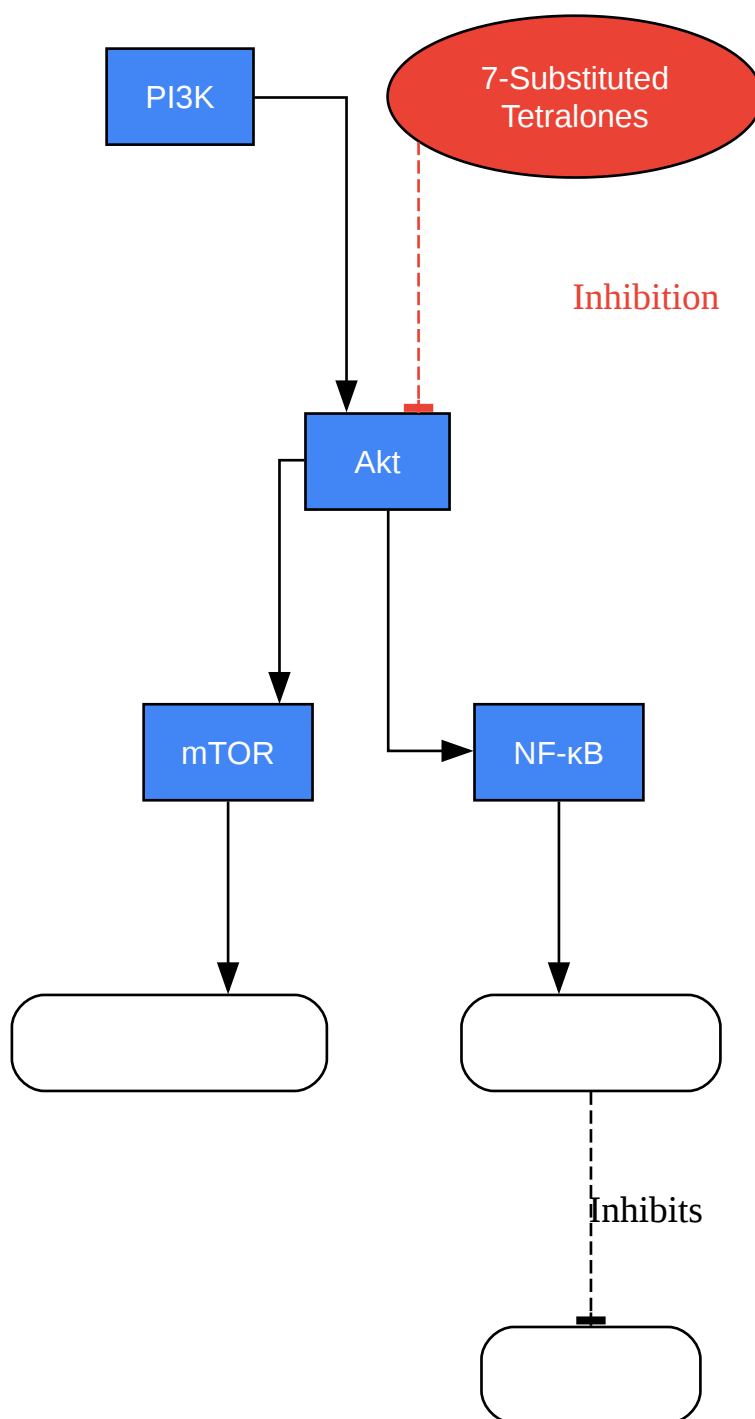 PI3K
7-Substituted
Tetralones
Inhibition
Akt
mTOR
NF-κB
Inhibits